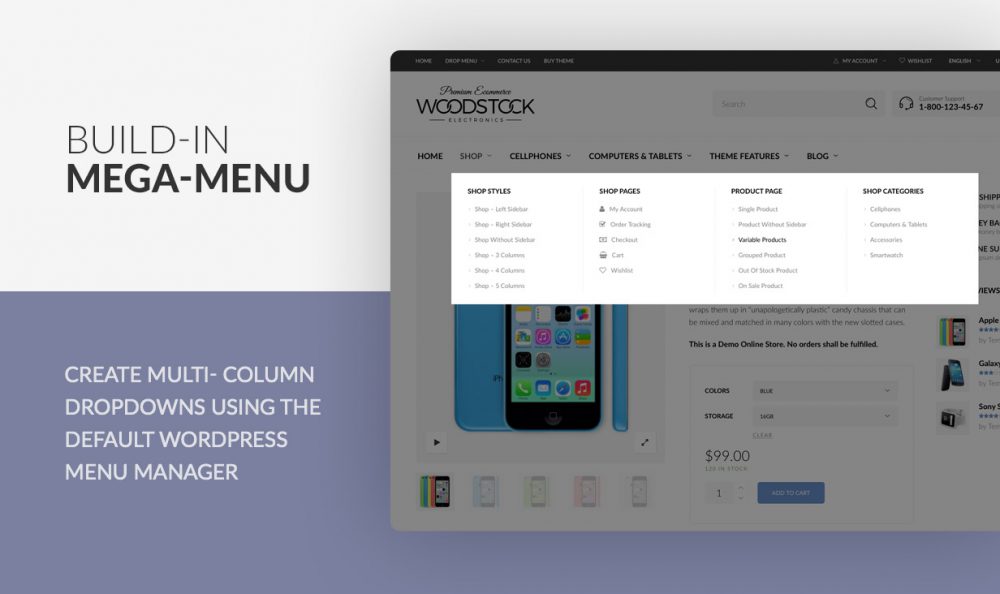 BUILD-IN
MEGA-MENU
CREATE MULTI- COLUMN
DROPDOWNS USING THE
DEFAULT WORDPRESS
MENU MANAGER
HOME DROP MENU CONTACT US BUY THEME MY ACCOUNT WISHLIST ENGLISH
Premium Ecommerce
WOODSTOCK
ELECTRONICS
Search
Customer Support
1-800-123-45-67
HOME SHOP CELLPHONES COMPUTERS & TABLETS THEME FEATURES BLOG
SHOP STYLES
Shop - Left Sidebar
Shop - Right Sidebar
Shop Without Sidebar
Shop - 3 Columns
Shop - 4 Columns
Shop - 5 Columns
SHOP PAGES
My Account
Order Tracking
Checkout
Cart
Wishlist
PRODUCT PAGE
Single Product
Product Without Sidebar
Variable Products
Grouped Product
Out Of Stock Product
On Sale Product
SHOP CATEGORIES
Cellphones
Computers & Tablets
Accessories
Smartwatch
wraps them up in "unapologetically plastic" candy chassis that can
be mixed and matched in many colors with the new slotted cases.
This is a Demo Online Store. No orders shall be fulfilled.
COLORS BLUE
STORAGE 16GB
CLEAR
$99.00
120 IN STOCK
1 ADD TO CART
Apple
Galaxy
Sony S